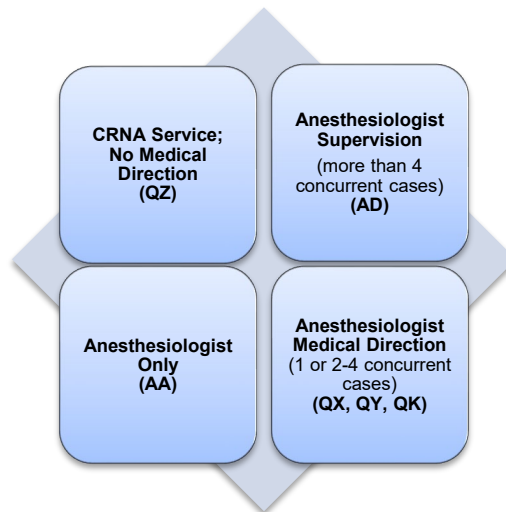 CRNA Service;
No Medical
Direction
(QZ)
Anesthesiologist
Supervision
(more than 4
concurrent cases)
(AD)
Anesthesiologist
Only
(AA)
Anesthesiologist
Medical Direction
(1 or 2-4 concurrent
cases)
(QX, QY, QK)